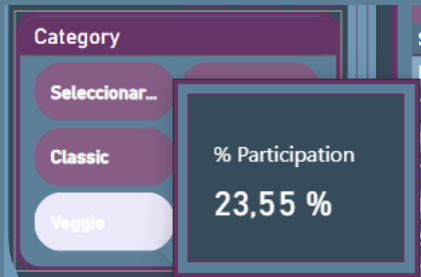 Category
Seleccionar...
Classic
Veggie
% Participation
23,55 %